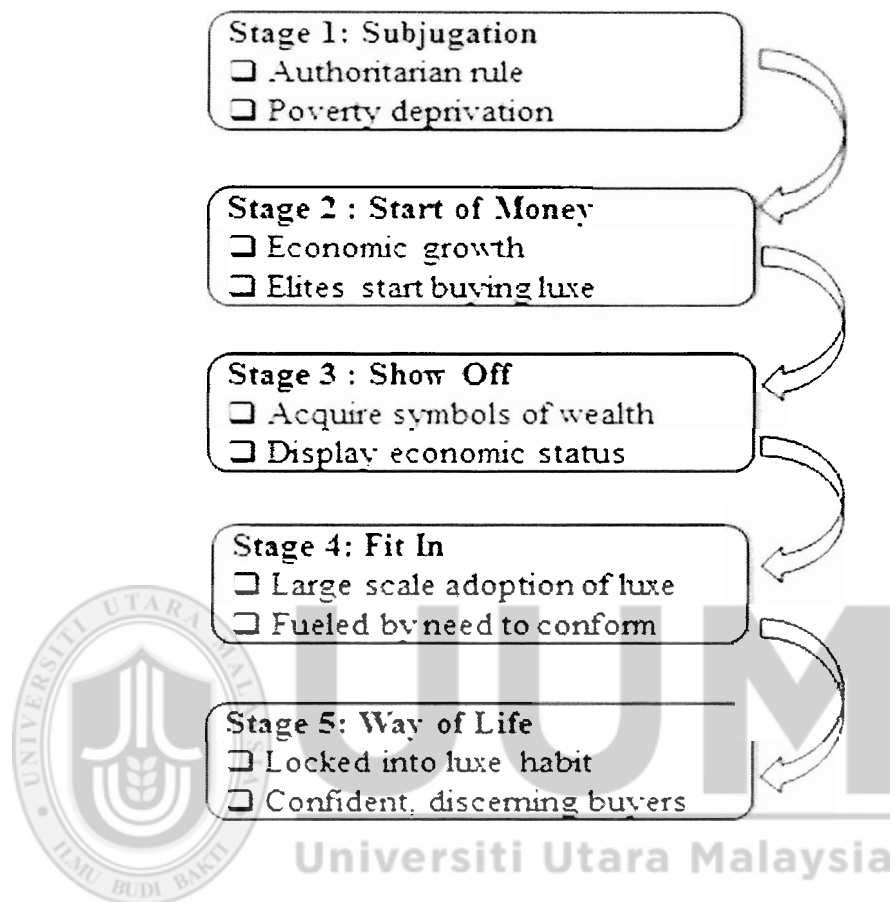 Stage 1: Subjugation
❑ Authoritarian rule
❑ Poverty deprivation
Stage 2 : Start of Money
❑ Economic growth
❑ Elites start buying luxe
Stage 3 : Show Off
❑ Acquire symbols of wealth
❑ Display economic status
Stage 4: Fit In
❑ Large scale adoption of luxe
❑ Fueled by need to conform
Stage 5: Way of Life
❑ Locked into luxe habit
❑ Confident, discerning buyers
UNIVERSITI UTARA MALAYSIA
ILMU BUDI BAKTI
UUM
Universiti Utara Malaysia